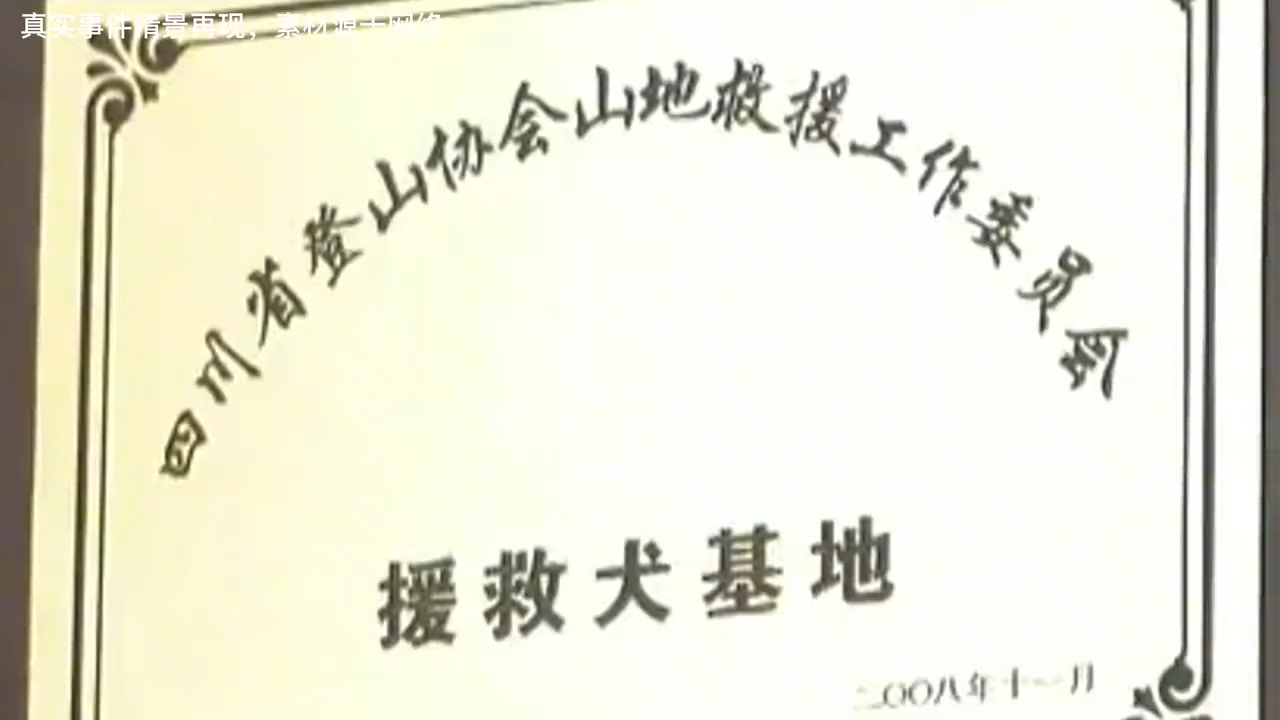 真实事件情景再现，素材源于网络
四川省登山协会山地救援工作委员会
援救犬基地
二〇〇八年十一月